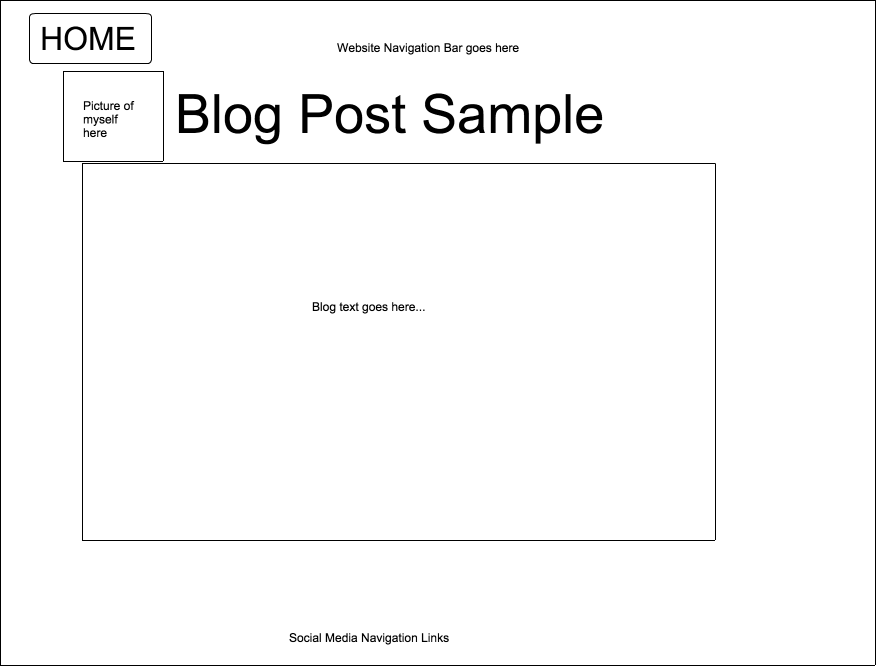 HOME
Website Navigation Bar goes here
Picture of
myself
here
Blog Post Sample
Blog text goes here...
Social Media Navigation Links